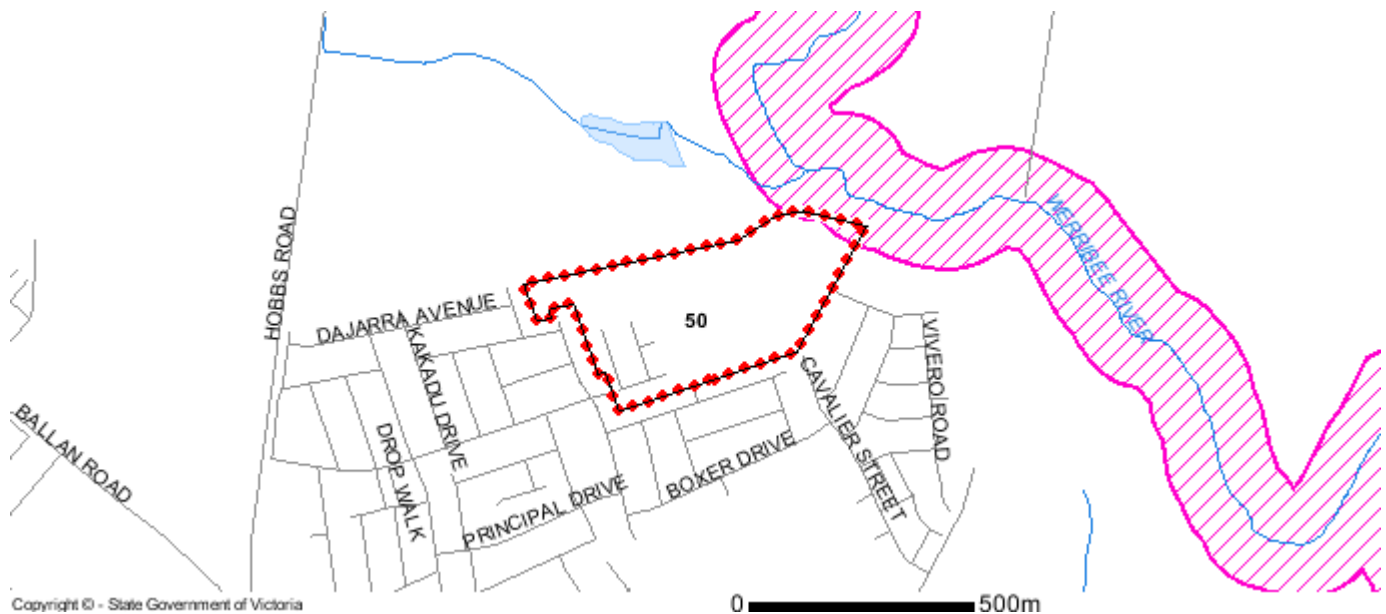 HOBBS ROAD
DAJARRA AVENUE
KAKADU DRIVE
50
WERRIBEE RIVER
VIVERO ROAD
CAVALIER STREET
BALLAN ROAD
DROP WALK
BOXER DRIVE
PRINCIPAL DRIVE
Copyright © - State Government of Victoria
0 500m